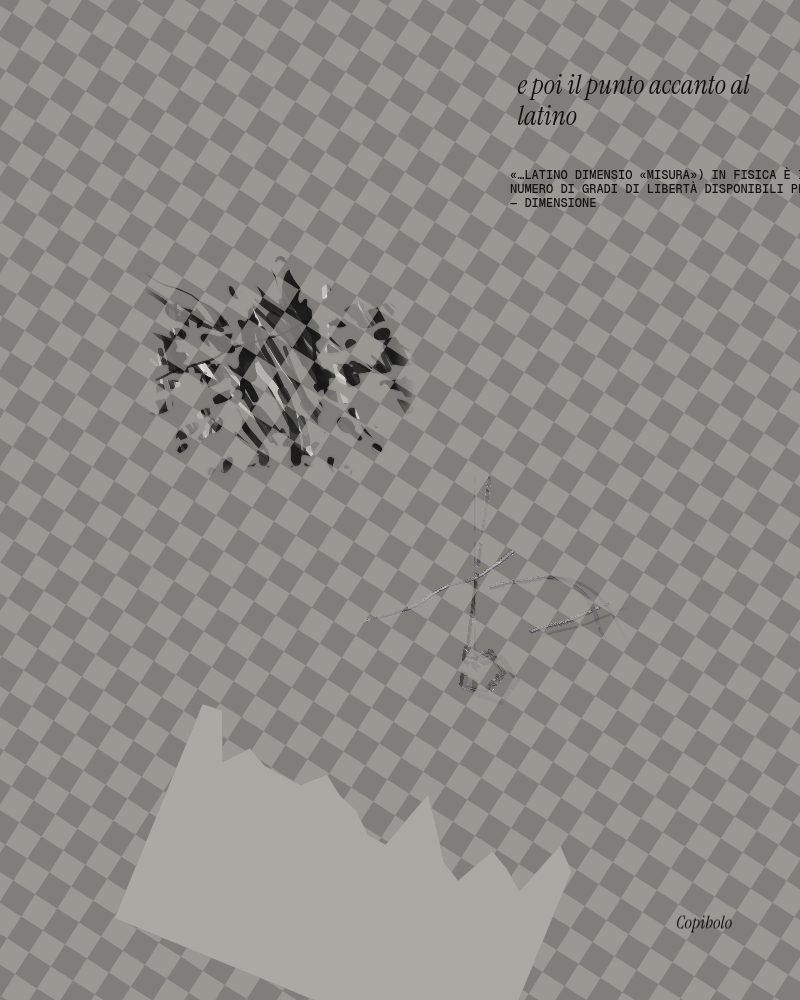 e poi il punto accanto al
latino
«…LATINO DIMENSIO «MISURA») IN FISICA È
NUMERO DI GRADI DI LIBERTÀ DISPONIBILI
— DIMENSIONE
Copibolo